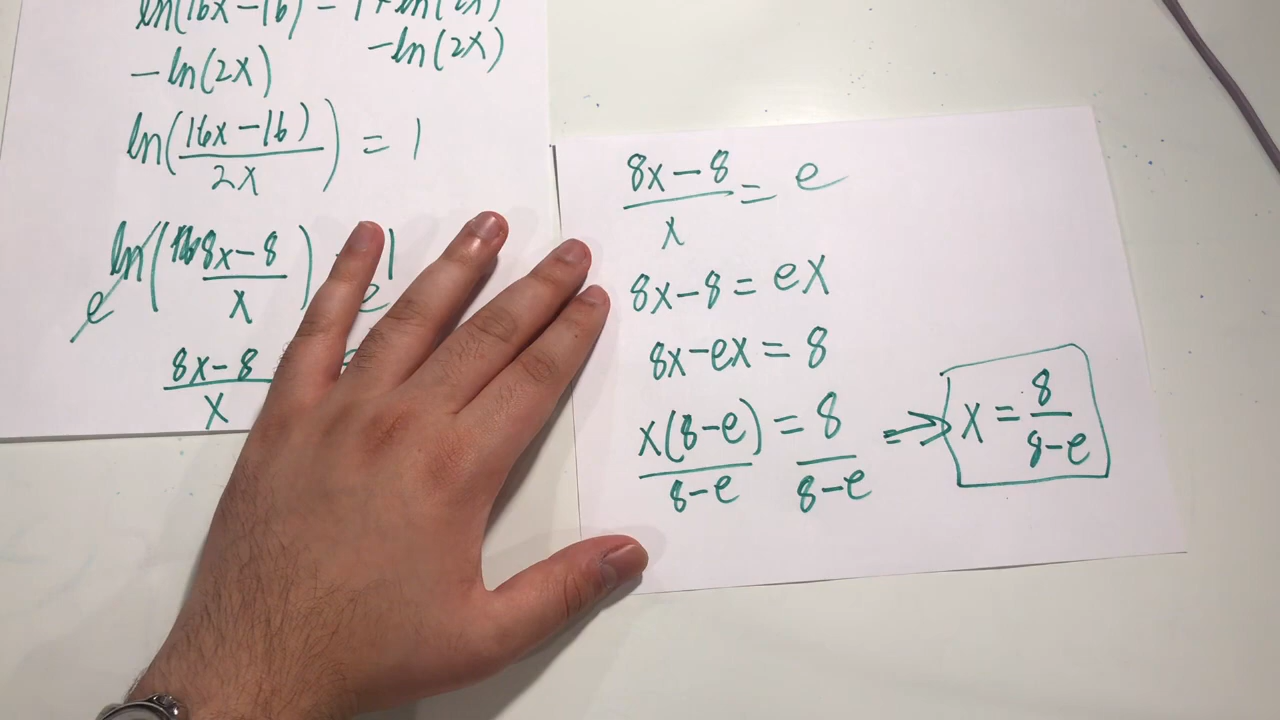 ln(16x-16) = 1+ln(2x)
-ln(2x) -ln(2x)
ln((16x-16)/2x) = 1
e^ln((8x-8)/x) = e^1
(8x-8)/x =
(8x-8)/x = e
8x-8 = ex
8x-ex = 8
x(8-e)/(8-e) = 8/(8-e) ⇒ x = 8/(8-e)